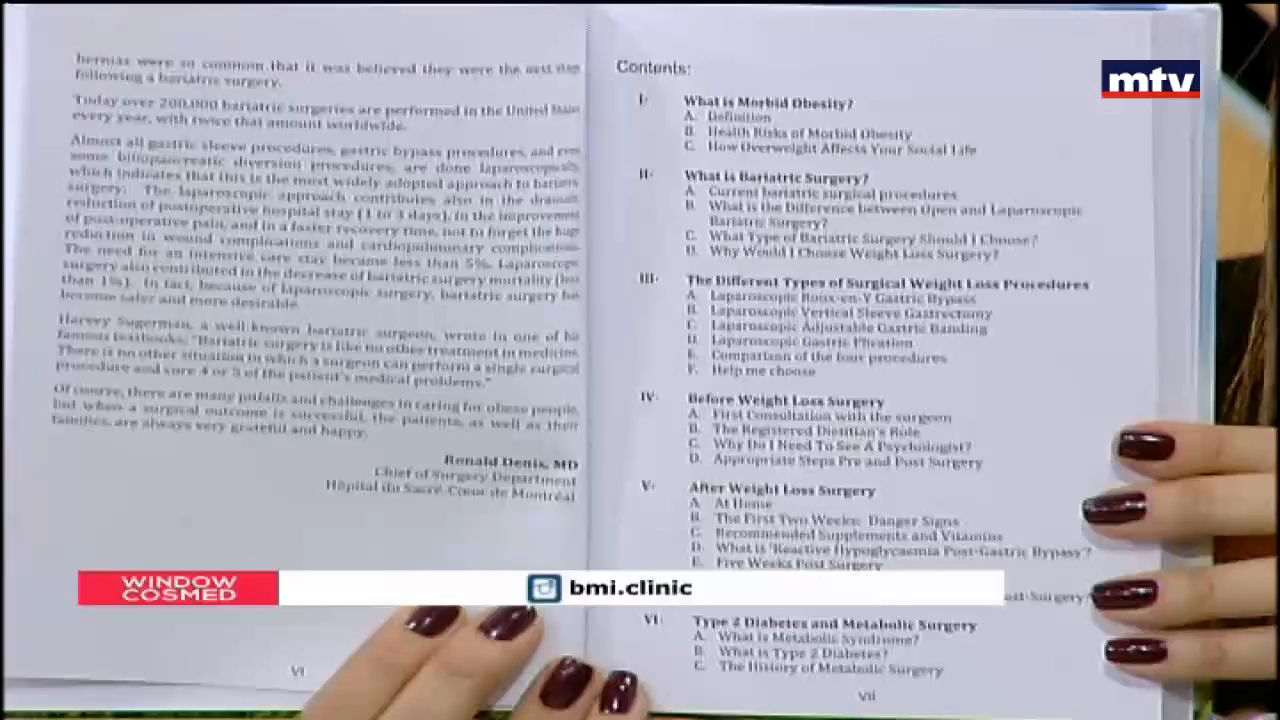 hernias were so common that it was believed they were the next step
following a bariatric surgery.
Today over 200,000 bariatric surgeries are performed in the United States
every year, with twice that amount worldwide.
Almost all gastric sleeve procedures, gastric bypass procedures, and even
some biliopancreatic diversion procedures, are done laparoscopically
which indicates that this is the most widely adopted approach to bariatric
surgery. The laparoscopic approach contributes also in the dramatic
reduction of postoperative hospital stay (1 to 3 days), in the improvement
of post-operative pain, and in a faster recovery time, not to forget the huge
reduction in wound complications and cardiopulmonary complications.
The need for an intensive care stay became less than 5%. Laparoscopic
surgery also contributed in the decrease of bariatric surgery mortality (less
than 1%). In fact, because of laparoscopic surgery, bariatric surgery
become safer and more desirable.
Harvey Sugerman, a well known bariatric surgeon, wrote in one of his
famous textbooks: "Bariatric surgery is like no other treatment in medicine.
There is no other situation in which a surgeon can perform a single surgical
procedure and cure 4 or 5 of the patient's medical problems."
Of course, there are many pitfalls and challenges in caring for obese people,
but when a surgical outcome is successful, the patients, as well as their
families, are always very grateful and happy.
Ronald Denis, MD
Chief of Surgery Department
Hôpital du Sacré-Cœur de Montréal
VI
Contents:
I- What is Morbid Obesity?
A. Definition
B. Health Risks of Morbid Obesity
C. How Overweight Affects Your Social Life
II- What is Bariatric Surgery?
A. Current bariatric surgical procedures
B. What is the Difference between Open and Laparoscopic
Bariatric Surgery?
C. What Type of Bariatric Surgery Should I Choose?
D. Why Would I Choose Weight Loss Surgery?
III- The Different Types of Surgical Weight Loss Procedures
A. Laparoscopic Roux-en-Y Gastric Bypass
B. Laparoscopic Vertical Sleeve Gastrectomy
C. Laparoscopic Adjustable Gastric Banding
D. Laparoscopic Gastric Plication
E. Comparison of the four procedures
F. Help me choose
IV- Before Weight Loss Surgery
A. First Consultation with the surgeon
B. The Registered Dietitian's Role
C. Why Do I Need To See A Psychologist?
D. Appropriate Steps Pre and Post Surgery
V- After Weight Loss Surgery
A. At Home
B. The First Two Weeks: Danger Signs
C. Recommended Supplements and Vitamins
D. What is 'Reactive Hypoglycaemia Post-Gastric Bypass'?
E. Five Weeks Post Surgery
Post-Surgery?
VI- Type 2 Diabetes and Metabolic Surgery
A. What is Metabolic Syndrome?
B. What is Type 2 Diabetes?
C. The History of Metabolic Surgery
VII
mtv
WINDOW
COSMED
bmi.clinic